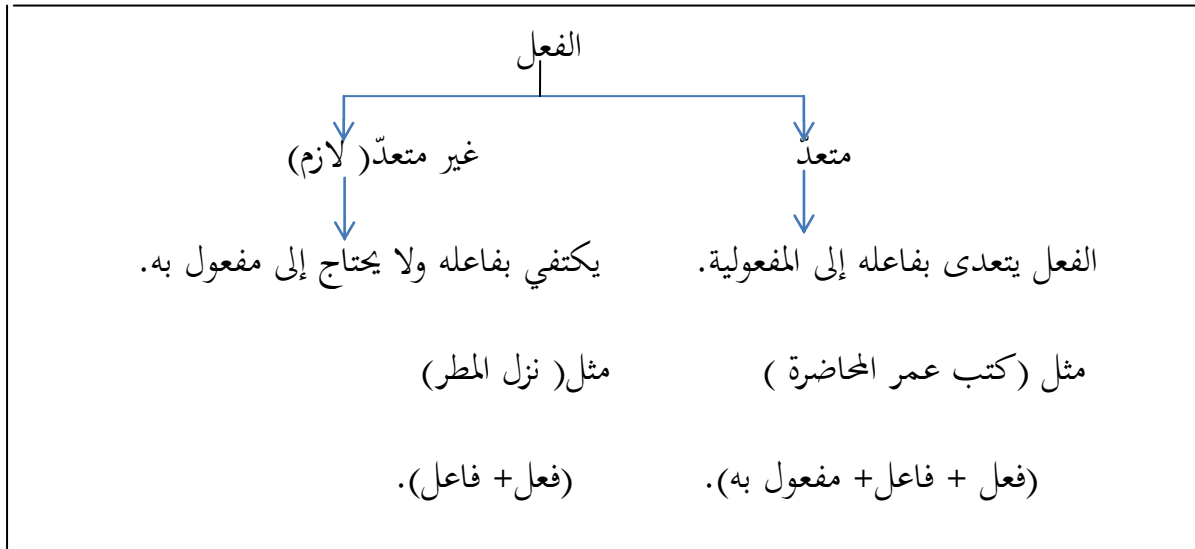 الفعل
متعدّ غير متعدّ( لازم)
الفعل يتعدى بفاعله إلى المفعولية. يكتفي بفاعله ولا يحتاج إلى مفعول به.
مثل (كتب عمر المحاضرة ) مثل( نزل المطر)
(فعل + فاعل+ مفعول به). (فعل+ فاعل).